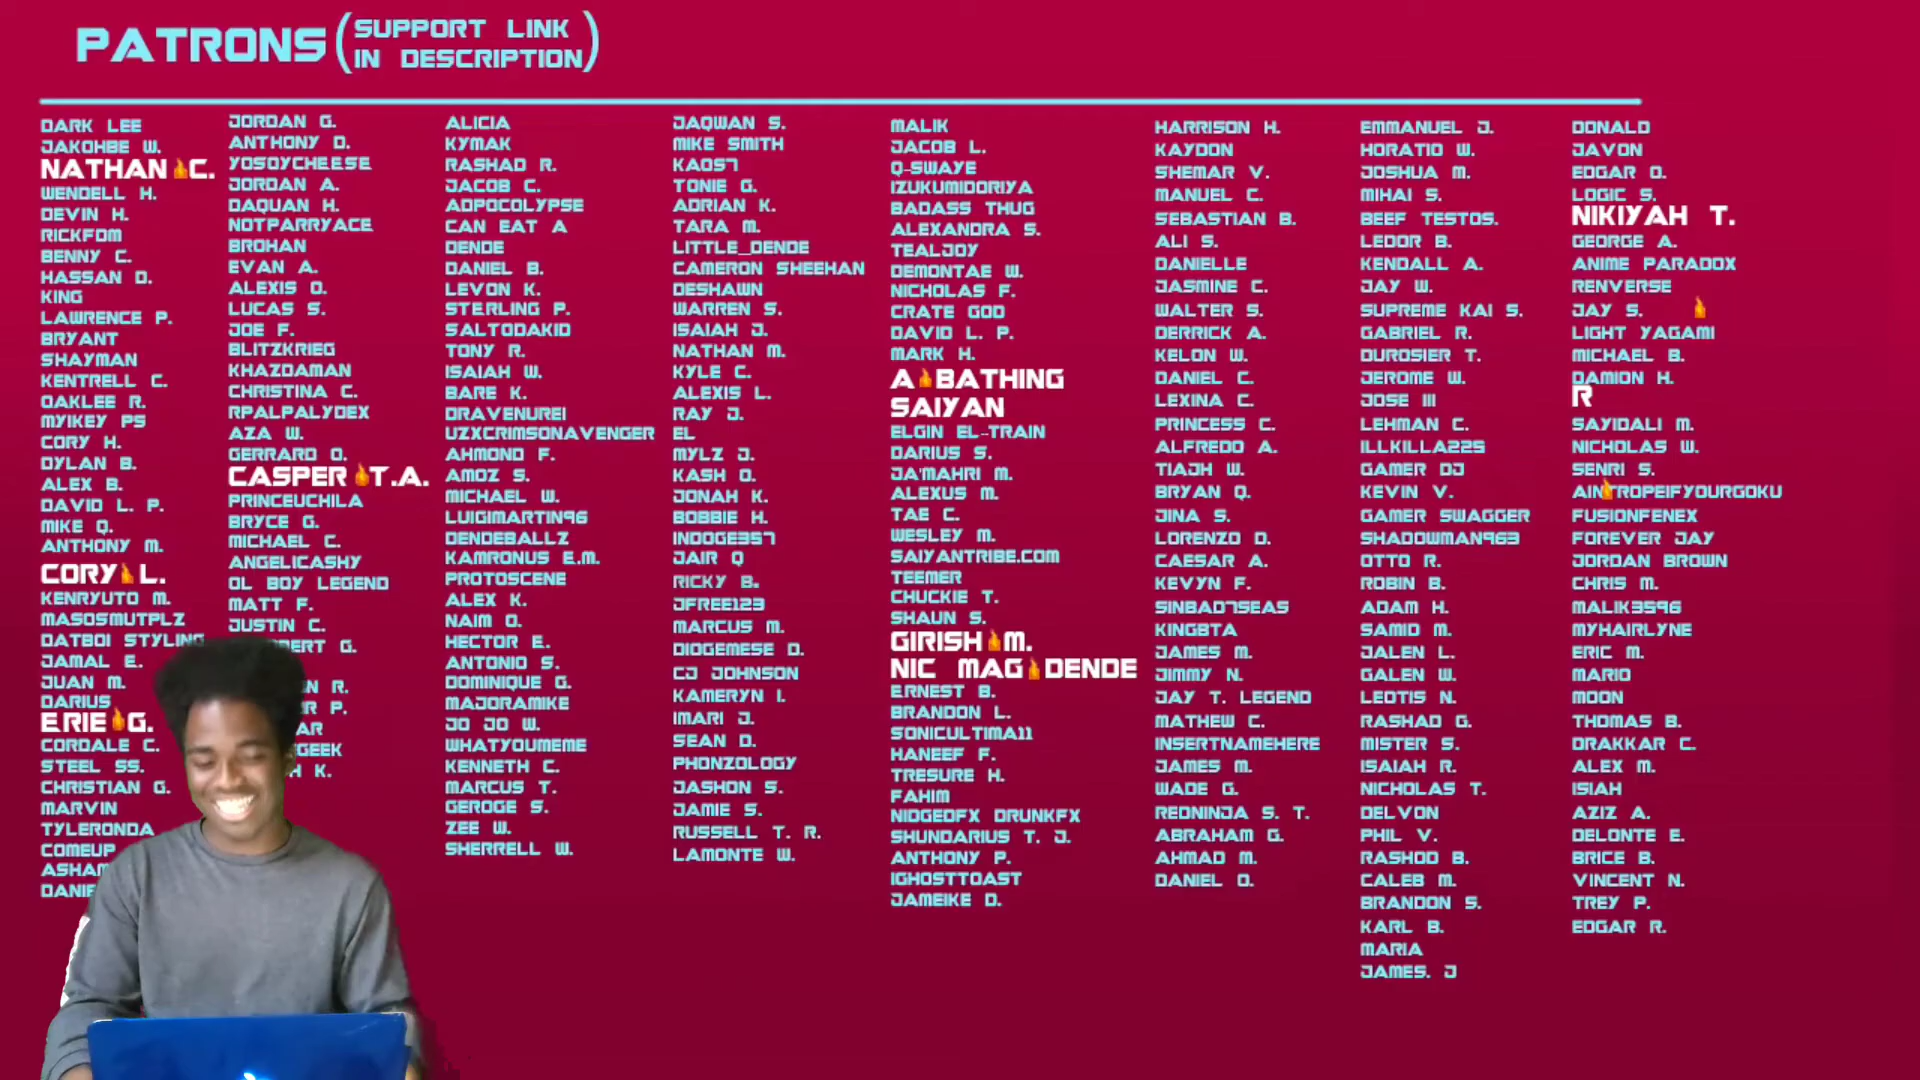 PATRONS (SUPPORT LINK
IN DESCRIPTION)
DARK LEE
JAKOHBE W.
NATHAN C.
WENDELL H.
DEVIN H.
RICKFDM
BENNY C.
HASSAN D.
KING
LAWRENCE P.
BRYANT
SHAYMAN
KENTRELL C.
OAKLEE R.
MYIKEY PS
CORY H.
DYLAN B.
ALEX B.
DAVID L. P.
MIKE Q.
ANTHONY M.
CORY L.
KENRYUTO M.
MASOSMUTPLZ
DATBOI STYLING
JAMAL E.
JUAN M.
DARIUS
ERIE G.
CORDALE C.
STEEL SS.
CHRISTIAN G.
MARVIN
TYLERONDA
COMEUP
ASHAM
DANIE
JORDAN G.
ANTHONY D.
YOSOYCHEESE
JORDAN A.
DAQUAN H.
NOTPARRYACE
BROHAN
EVAN A.
ALEXIS O.
LUCAS S.
JOE F.
BLITZKRIEG
KHAZDAMAN
CHRISTINA C.
RPALPALYDEX
AZA W.
GERRARD O.
CASPER T.A.
PRINCEUCHILA
BRYCE G.
MICHAEL C.
ANGELICASHY
OL BOY LEGEND
MATT F.
JUSTIN C.
BERT G.
N R.
R P.
AR
GEEK
H K.
ALICIA
KYMAK
RASHAD R.
JACOB C.
ADPOCOLYPSE
CAN EAT A
DENDE
DANIEL B.
LEVON K.
STERLING P.
SALTODAKID
TONY R.
ISAIAH W.
BARE K.
DRAVENUREI
UZXCRIMSONAVENGER
AHMOND F.
AMOZ S.
MICHAEL W.
LUIGIMARTIN96
DENDEBALLZ
KAMRONUS E.M.
PROTOSCENE
ALEX K.
NAIM O.
HECTOR E.
ANTONIO S.
DOMINIQUE G.
MAJORAMIKE
JO JO W.
WHATYOUMEME
KENNETH C.
MARCUS T.
GEROGE S.
ZEE W.
SHERRELL W.
JAQWAN S.
MIKE SMITH
KAOS7
TONIE G.
ADRIAN K.
TARA M.
LITTLE_DENDE
CAMERON SHEEHAN
DESHAWN
WARREN S.
ISAIAH J.
NATHAN M.
KYLE C.
ALEXIS L.
RAY J.
EL
MYLZ J.
KASH O.
JONAH K.
BOBBIE H.
INDOGE357
JAIR Q
RICKY B.
JFREE123
MARCUS M.
DIOGEMESE D.
CJ JOHNSON
KAMERYN I.
IMARI J.
SEAN D.
PHONZOLOGY
JASHON S.
JAMIE S.
RUSSELL T. R.
LAMONTE W.
MALIK
JACOB L.
Q-SWAYE
IZUKUMIDORIYA
BADASS THUG
ALEXANDRA S.
TEALJOY
DEMONTAE W.
NICHOLAS F.
CRATE GOD
DAVID L. P.
MARK H.
A BATHING
SAIYAN
ELGIN EL-TRAIN
DARIUS S.
JA'MAHRI M.
ALEXUS M.
TAE C.
WESLEY M.
SAIYANTRIBE.COM
TEEMER
CHUCKIE T.
SHAUN S.
GIRISH M.
NIC MAG DENDE
ERNEST B.
BRANDON L.
SONICULTIMA11
HANEEF F.
TRESURE H.
FAHIM
NIDGEDFX DRUNKFX
SHUNDARIUS T. J.
ANTHONY P.
IGHOSTTOAST
JAMEIKE D.
HARRISON H.
KAYDON
SHEMAR V.
MANUEL C.
SEBASTIAN B.
ALI S.
DANIELLE
JASMINE C.
WALTER S.
DERRICK A.
KELON W.
DANIEL C.
LEXINA C.
PRINCESS C.
ALFREDO A.
TIAJH W.
BRYAN Q.
JINA S.
LORENZO D.
CAESAR A.
KEVYN F.
SINBAD7SEAS
KINGBTA
JAMES M.
JIMMY N.
JAY T. LEGEND
MATHEW C.
INSERTNAMEHERE
JAMES M.
WADE G.
REDNINJA S. T.
ABRAHAM G.
AHMAD M.
DANIEL O.
EMMANUEL J.
HORATIO W.
JOSHUA M.
MIHAI S.
BEEF TESTOS.
LEDOR B.
KENDALL A.
JAY W.
SUPREME KAI S.
GABRIEL R.
DUROSIER T.
JEROME W.
JOSE III
LEHMAN C.
ILLKILLA225
GAMER DJ
KEVIN V.
GAMER SWAGGER
SHADOWMAN963
OTTO R.
ROBIN B.
ADAM H.
SAMID M.
JALEN L.
GALEN W.
LEOTIS N.
RASHAD G.
MISTER S.
ISAIAH R.
NICHOLAS T.
DELVON
PHIL V.
RASHOD B.
CALEB M.
BRANDON S.
KARL B.
MARIA
JAMES. J
DONALD
JAVON
EDGAR O.
LOGIC S.
NIKIYAH T.
GEORGE A.
ANIME PARADOX
RENVERSE
JAY S.
LIGHT YAGAMI
MICHAEL B.
DAMION H.
R
SAYIDALI M.
NICHOLAS W.
SENRI S.
AINTROPEIFYOURGOKU
FUSIONFENEX
FOREVER JAY
JORDAN BROWN
CHRIS M.
MALIK3596
MYHAIRLYNE
ERIC M.
MARIO
MOON
THOMAS B.
DRAKKAR C.
ALEX M.
ISIAH
AZIZ A.
DELONTE E.
BRICE B.
VINCENT N.
TREY P.
EDGAR R.